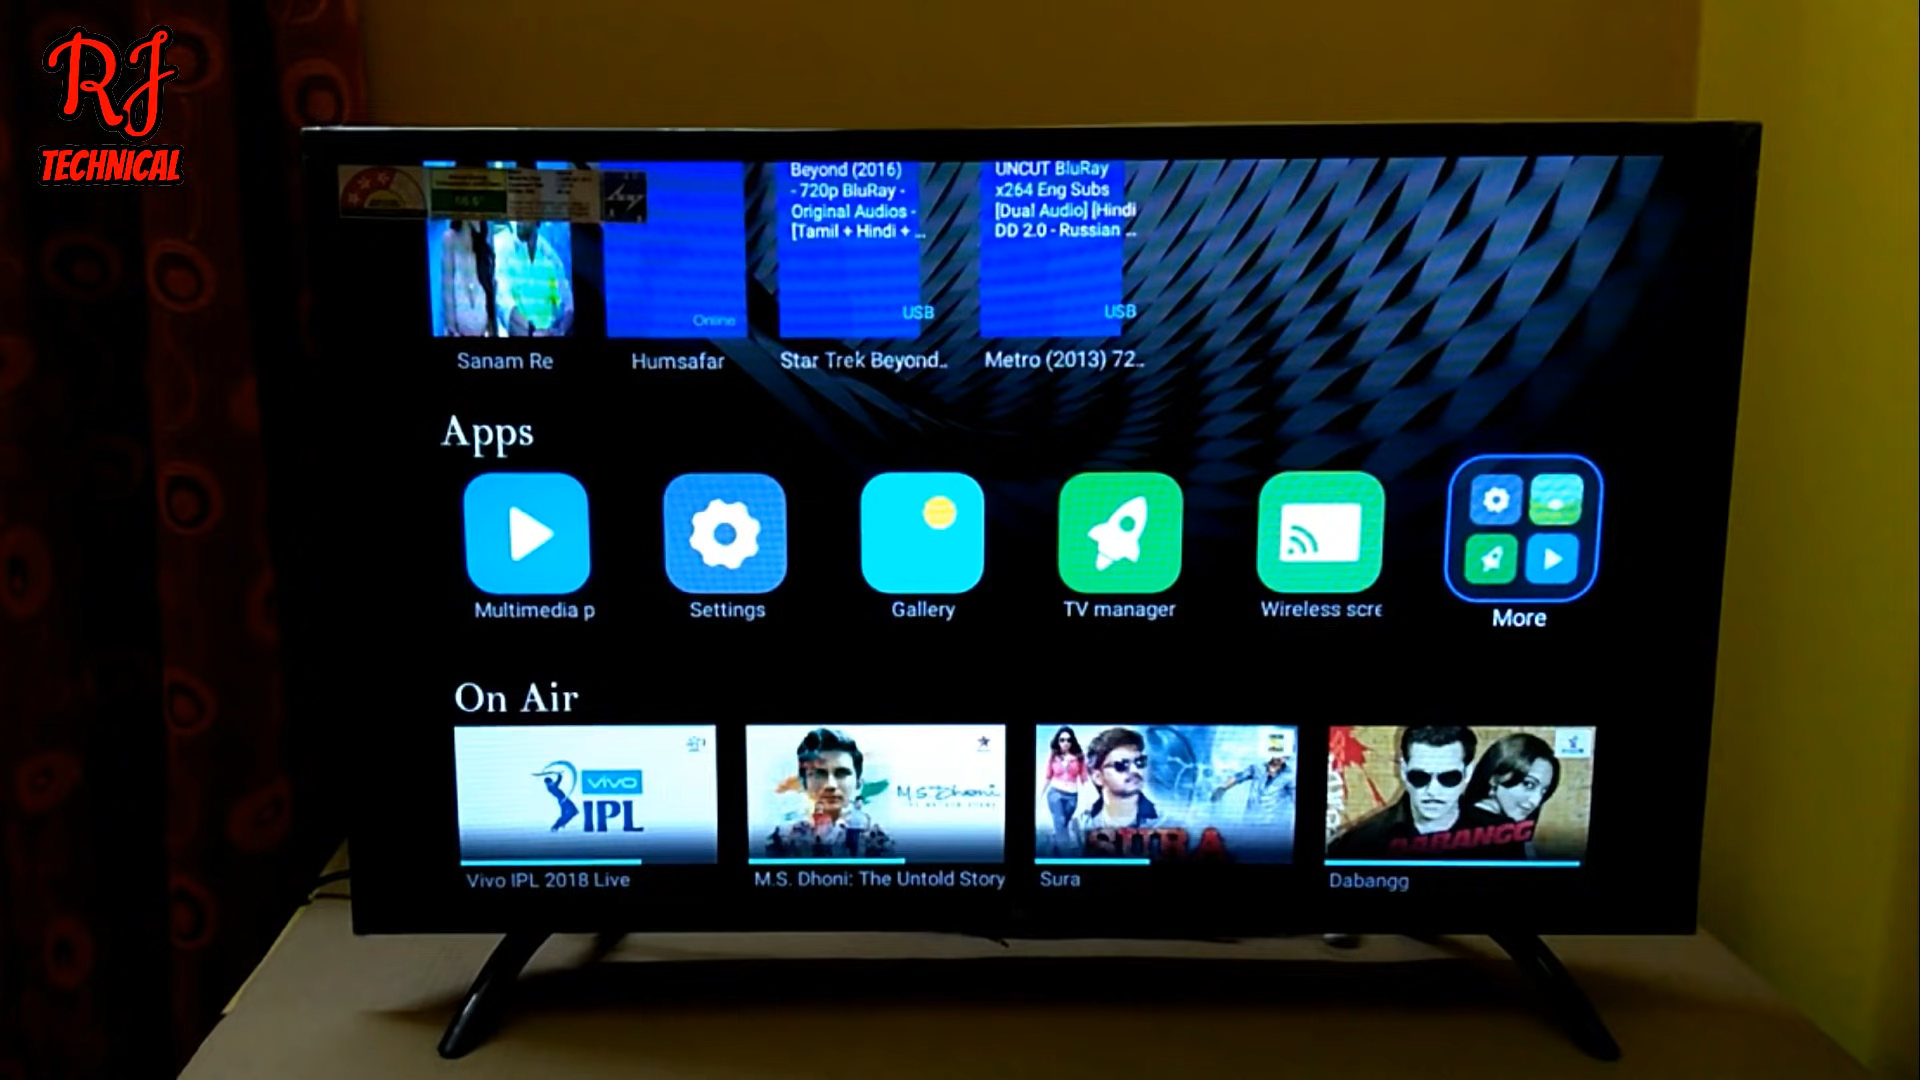 RJ
TECHNICAL
Beyond (2016)
- 720p BluRay -
Original Audios -
[Tamil + Hindi + ...
USB
UNCUT BluRay
x264 Eng Subs
[Dual Audio] [Hindi
DD 2.0 - Russian ...
USB
Online
Sanam Re
Humsafar
Star Trek Beyond..
Metro (2013) 72..
Apps
Multimedia p
Settings
Gallery
TV manager
Wireless scre
More
On Air
vivo
IPL
M.S. Dhoni
SURA
DABANGG
Vivo IPL 2018 Live
M.S. Dhoni: The Untold Story
Sura
Dabangg